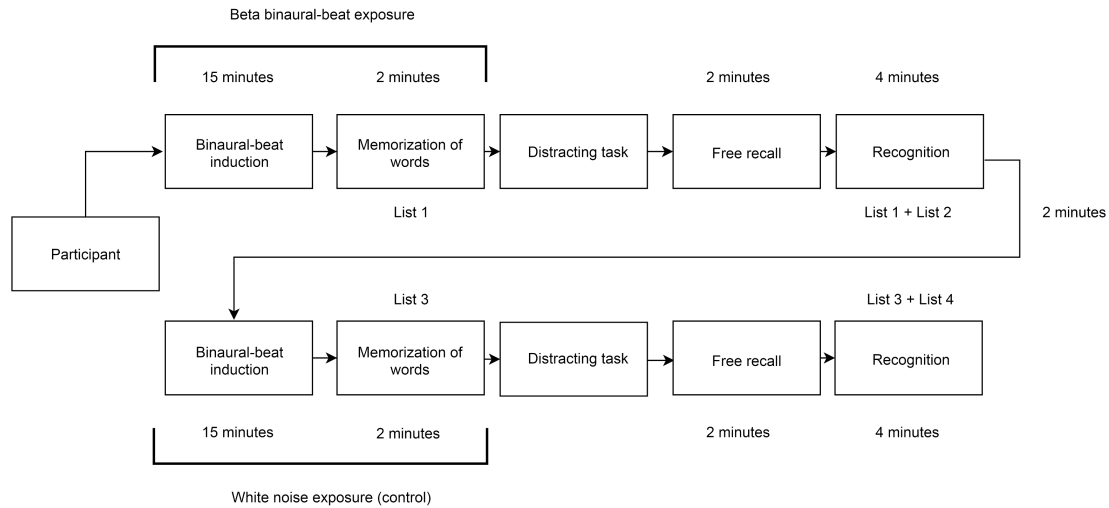 Beta binaural-beat exposure
15 minutes
2 minutes
2 minutes
4 minutes
Binaural-beat
induction
Memorization of
words
Distracting task
Free recall
Recognition
List 1
List 1 + List 2
2 minutes
Participant
List 3
List 3 + List 4
Binaural-beat
induction
Memorization of
words
Distracting task
Free recall
Recognition
15 minutes
2 minutes
2 minutes
4 minutes
White noise exposure (control)